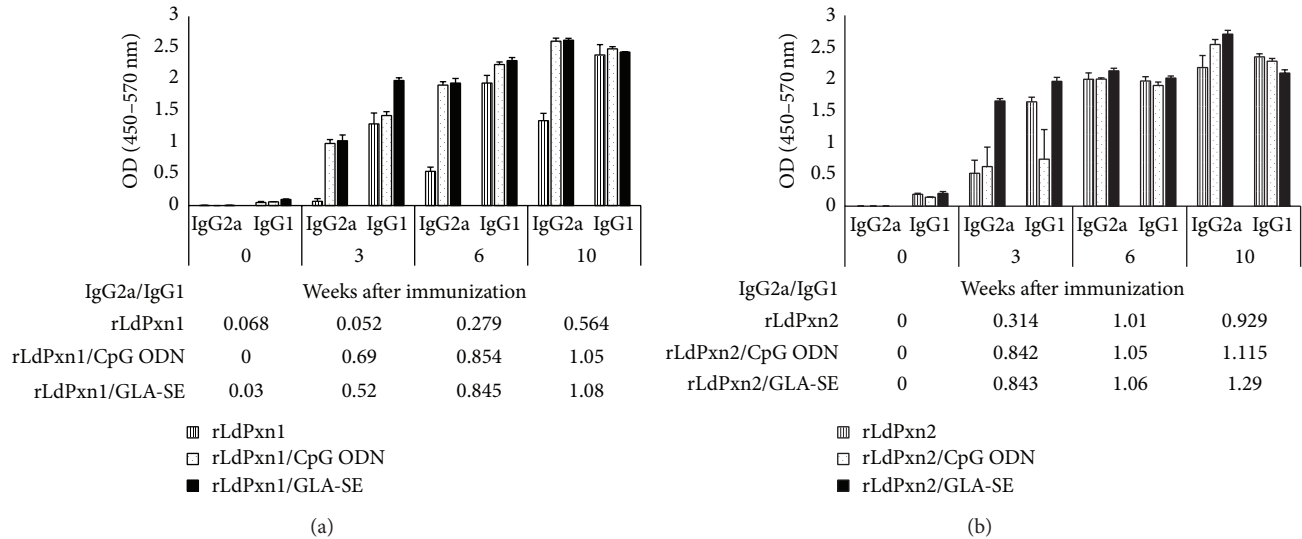 3
2.5
2
1.5
1
0.5
0
OD (450–570 nm)
IgG2a IgG1 IgG2a IgG1 IgG2a IgG1 IgG2a IgG1
0 3 6 10
IgG2a/IgG1 Weeks after immunization
rLdPxn1 0.068 0.052 0.279 0.564
rLdPxn1/CpG ODN 0 0.69 0.854 1.05
rLdPxn1/GLA-SE 0.03 0.52 0.845 1.08
rLdPxn1
rLdPxn1/CpG ODN
rLdPxn1/GLA-SE
(a)
3
2.5
2
1.5
1
0.5
0
OD (450–570 nm)
IgG2a IgG1 IgG2a IgG1 IgG2a IgG1 IgG2a IgG1
0 3 6 10
IgG2a/IgG1 Weeks after immunization
rLdPxn2 0 0.314 1.01 0.929
rLdPxn2/CpG ODN 0 0.842 1.05 1.115
rLdPxn2/GLA-SE 0 0.843 1.06 1.29
rLdPxn2
rLdPxn2/CpG ODN
rLdPxn2/GLA-SE
(b)